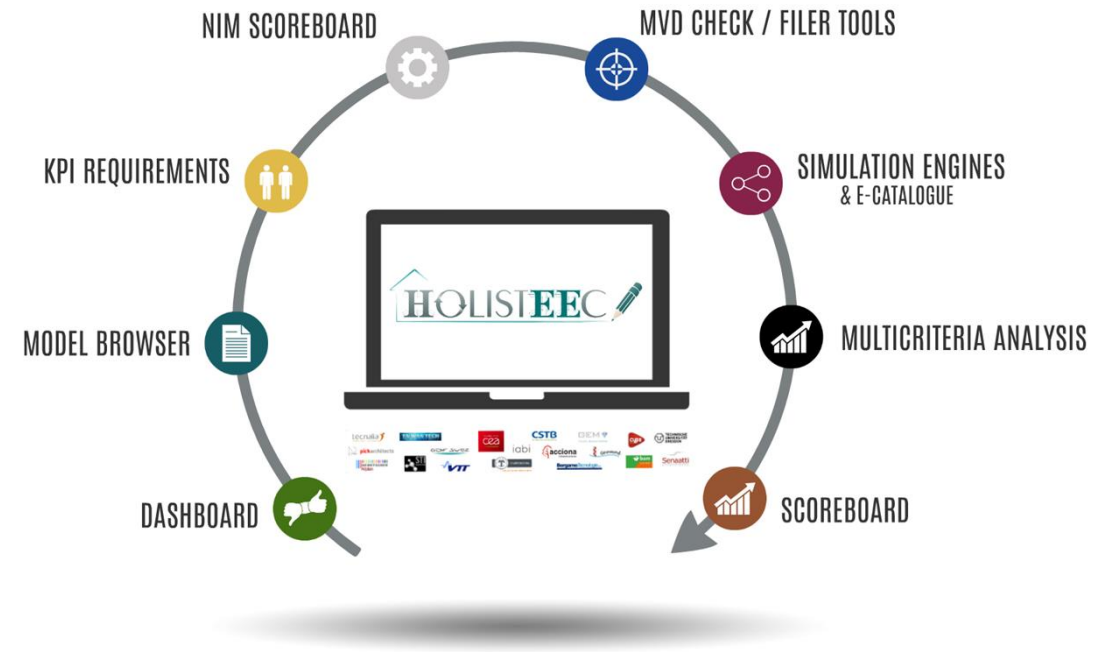 NIM SCOREBOARD
MVD CHECK / FILER TOOLS
KPI REQUIREMENTS
SIMULATION ENGINES
& E-CATALOGUE
HOLISTEEC
MODEL BROWSER
MULTICRITERIA ANALYSIS
tecnalia
cea
CSTB
DEMO
iabi
acciona
VTT
Senaatti
DASHBOARD
SCOREBOARD